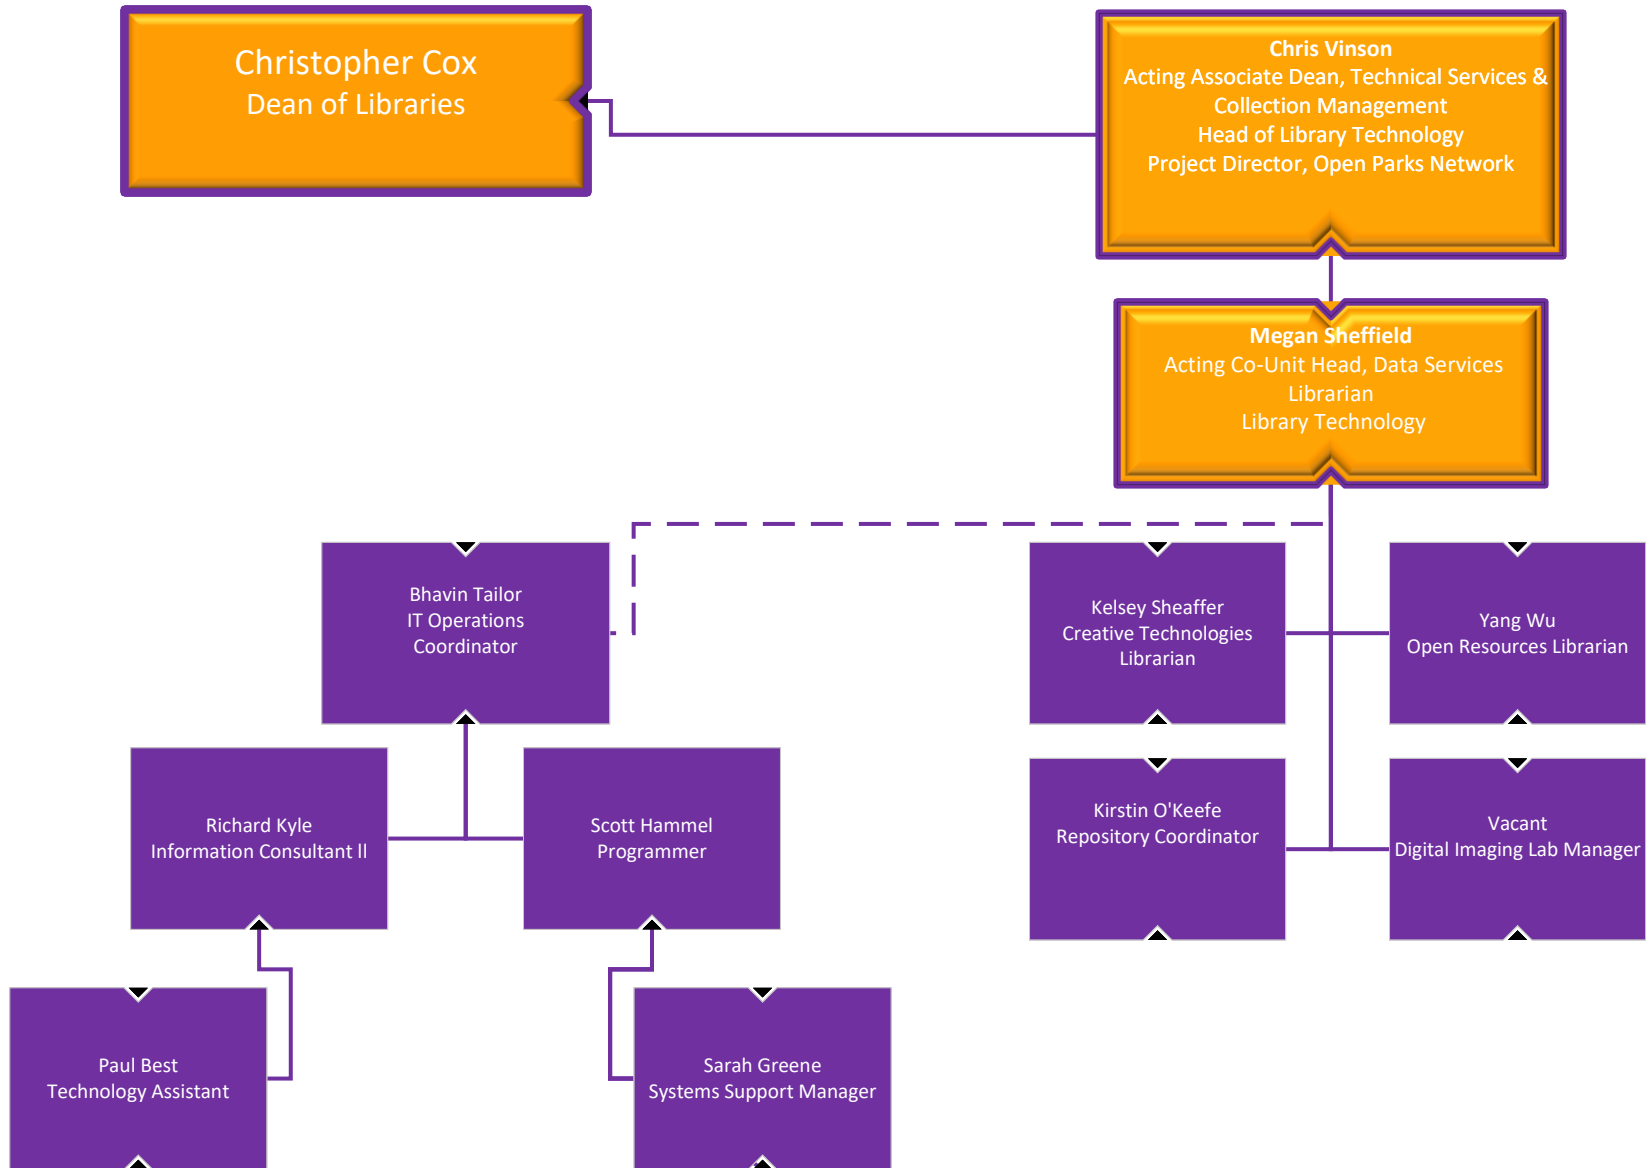 Christopher Cox
Dean of Libraries
Chris Vinson
Acting Associate Dean, Technical Services &
Collection Management
Head of Library Technology
Project Director, Open Parks Network
Megan Sheffield
Acting Co-Unit Head, Data Services
Librarian
Library Technology
Bhavin Tailor
IT Operations
Coordinator
Kelsey Sheaffer
Creative Technologies
Librarian
Yang Wu
Open Resources Librarian
Richard Kyle
Information Consultant ll
Scott Hammel
Programmer
Kirstin O'Keefe
Repository Coordinator
Vacant
Digital Imaging Lab Manager
Paul Best
Technology Assistant
Sarah Greene
Systems Support Manager